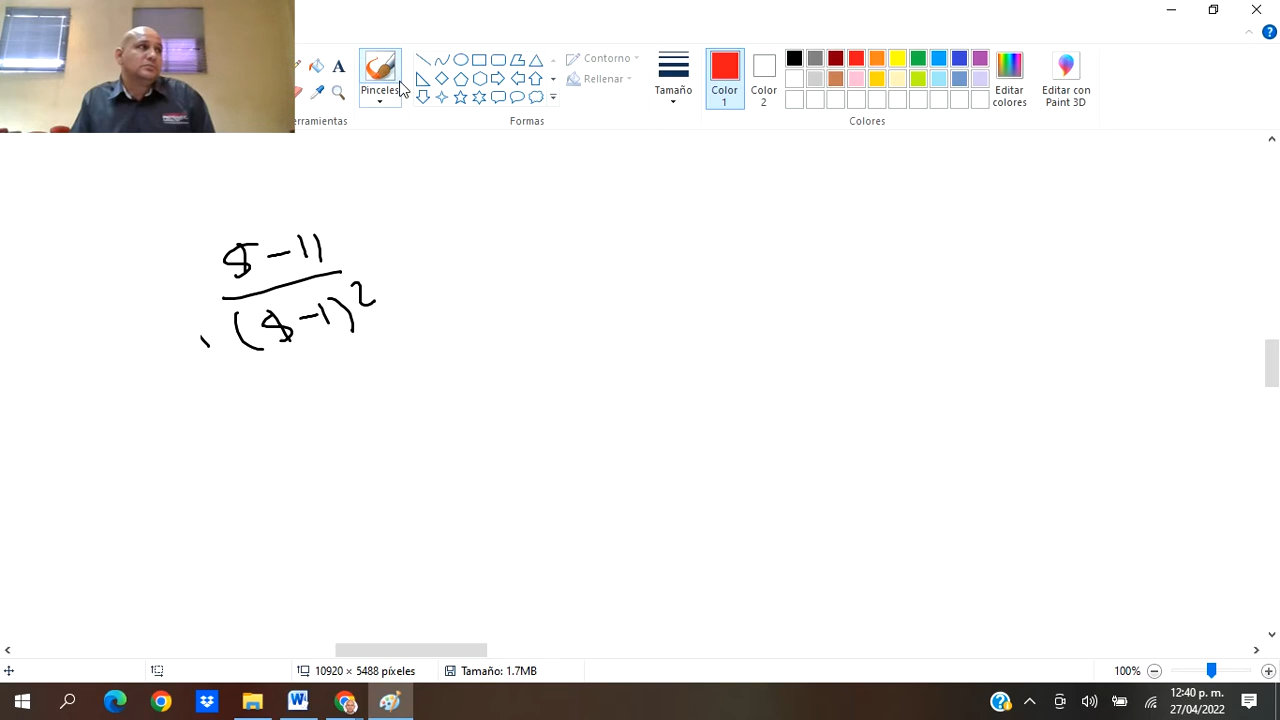 Pinceles
Contorno
Rellenar
Tamaño
Color
1
Color
2
Editar
colores
Editar con
Paint 3D
erramientas
Formas
Colores
S-11
(S-1)²
10920 × 5488 píxeles
Tamaño: 1.7MB
100%
12:40 p. m.
27/04/2022